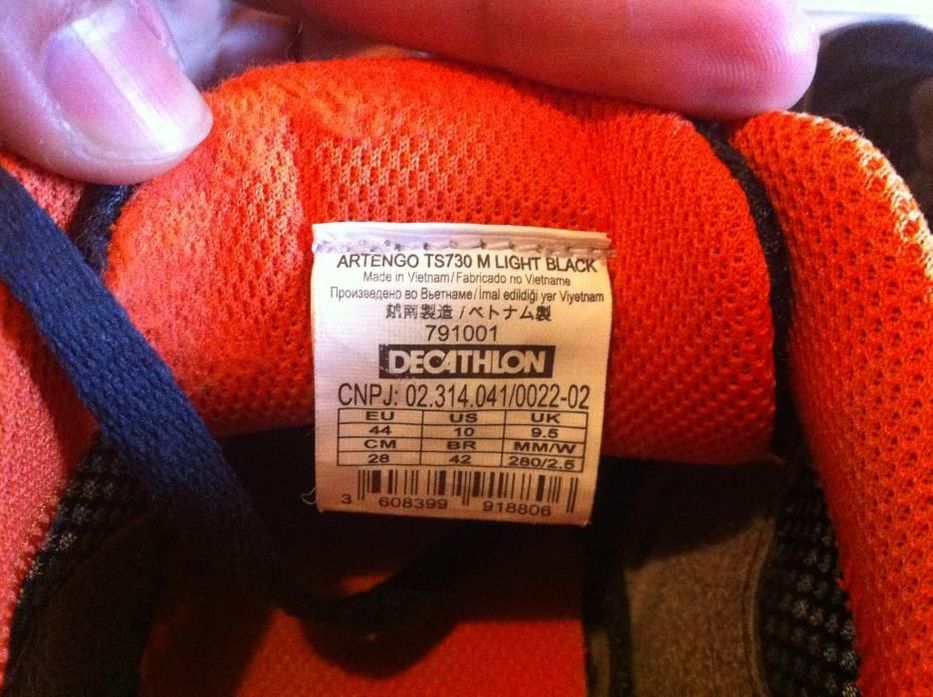 ARTENGO TS730 M LIGHT BLACK
Made in Vietnam/Fabricado no Vietname
Произведено во Вьетнаме/İmal edildiği yer Viyetnam
越南製造/ベトナム製
791001
DECATHLON
CNPJ: 02.314.041/0022-02
EU US UK
44 10 9.5
CM BR MM/W
28 42 280/2.5
3 608399 918806